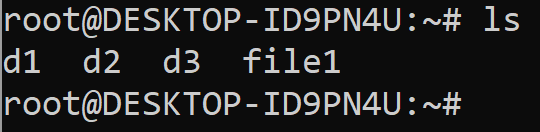 root@DESKTOP-ID9PN4U:~# ls
d1  d2  d3  file1
root@DESKTOP-ID9PN4U:~#